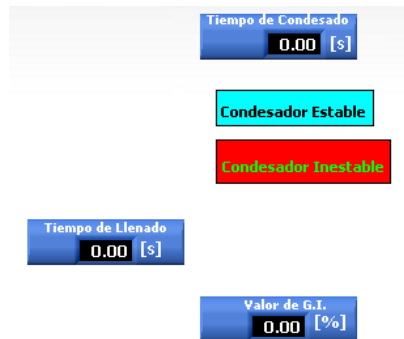 Tiempo de Condesado
0.00 [s]
Condesador Estable
Condesador Inestable
Tiempo de Llenado
0.00 [s]
Valor de G.I.
0.00 [%]